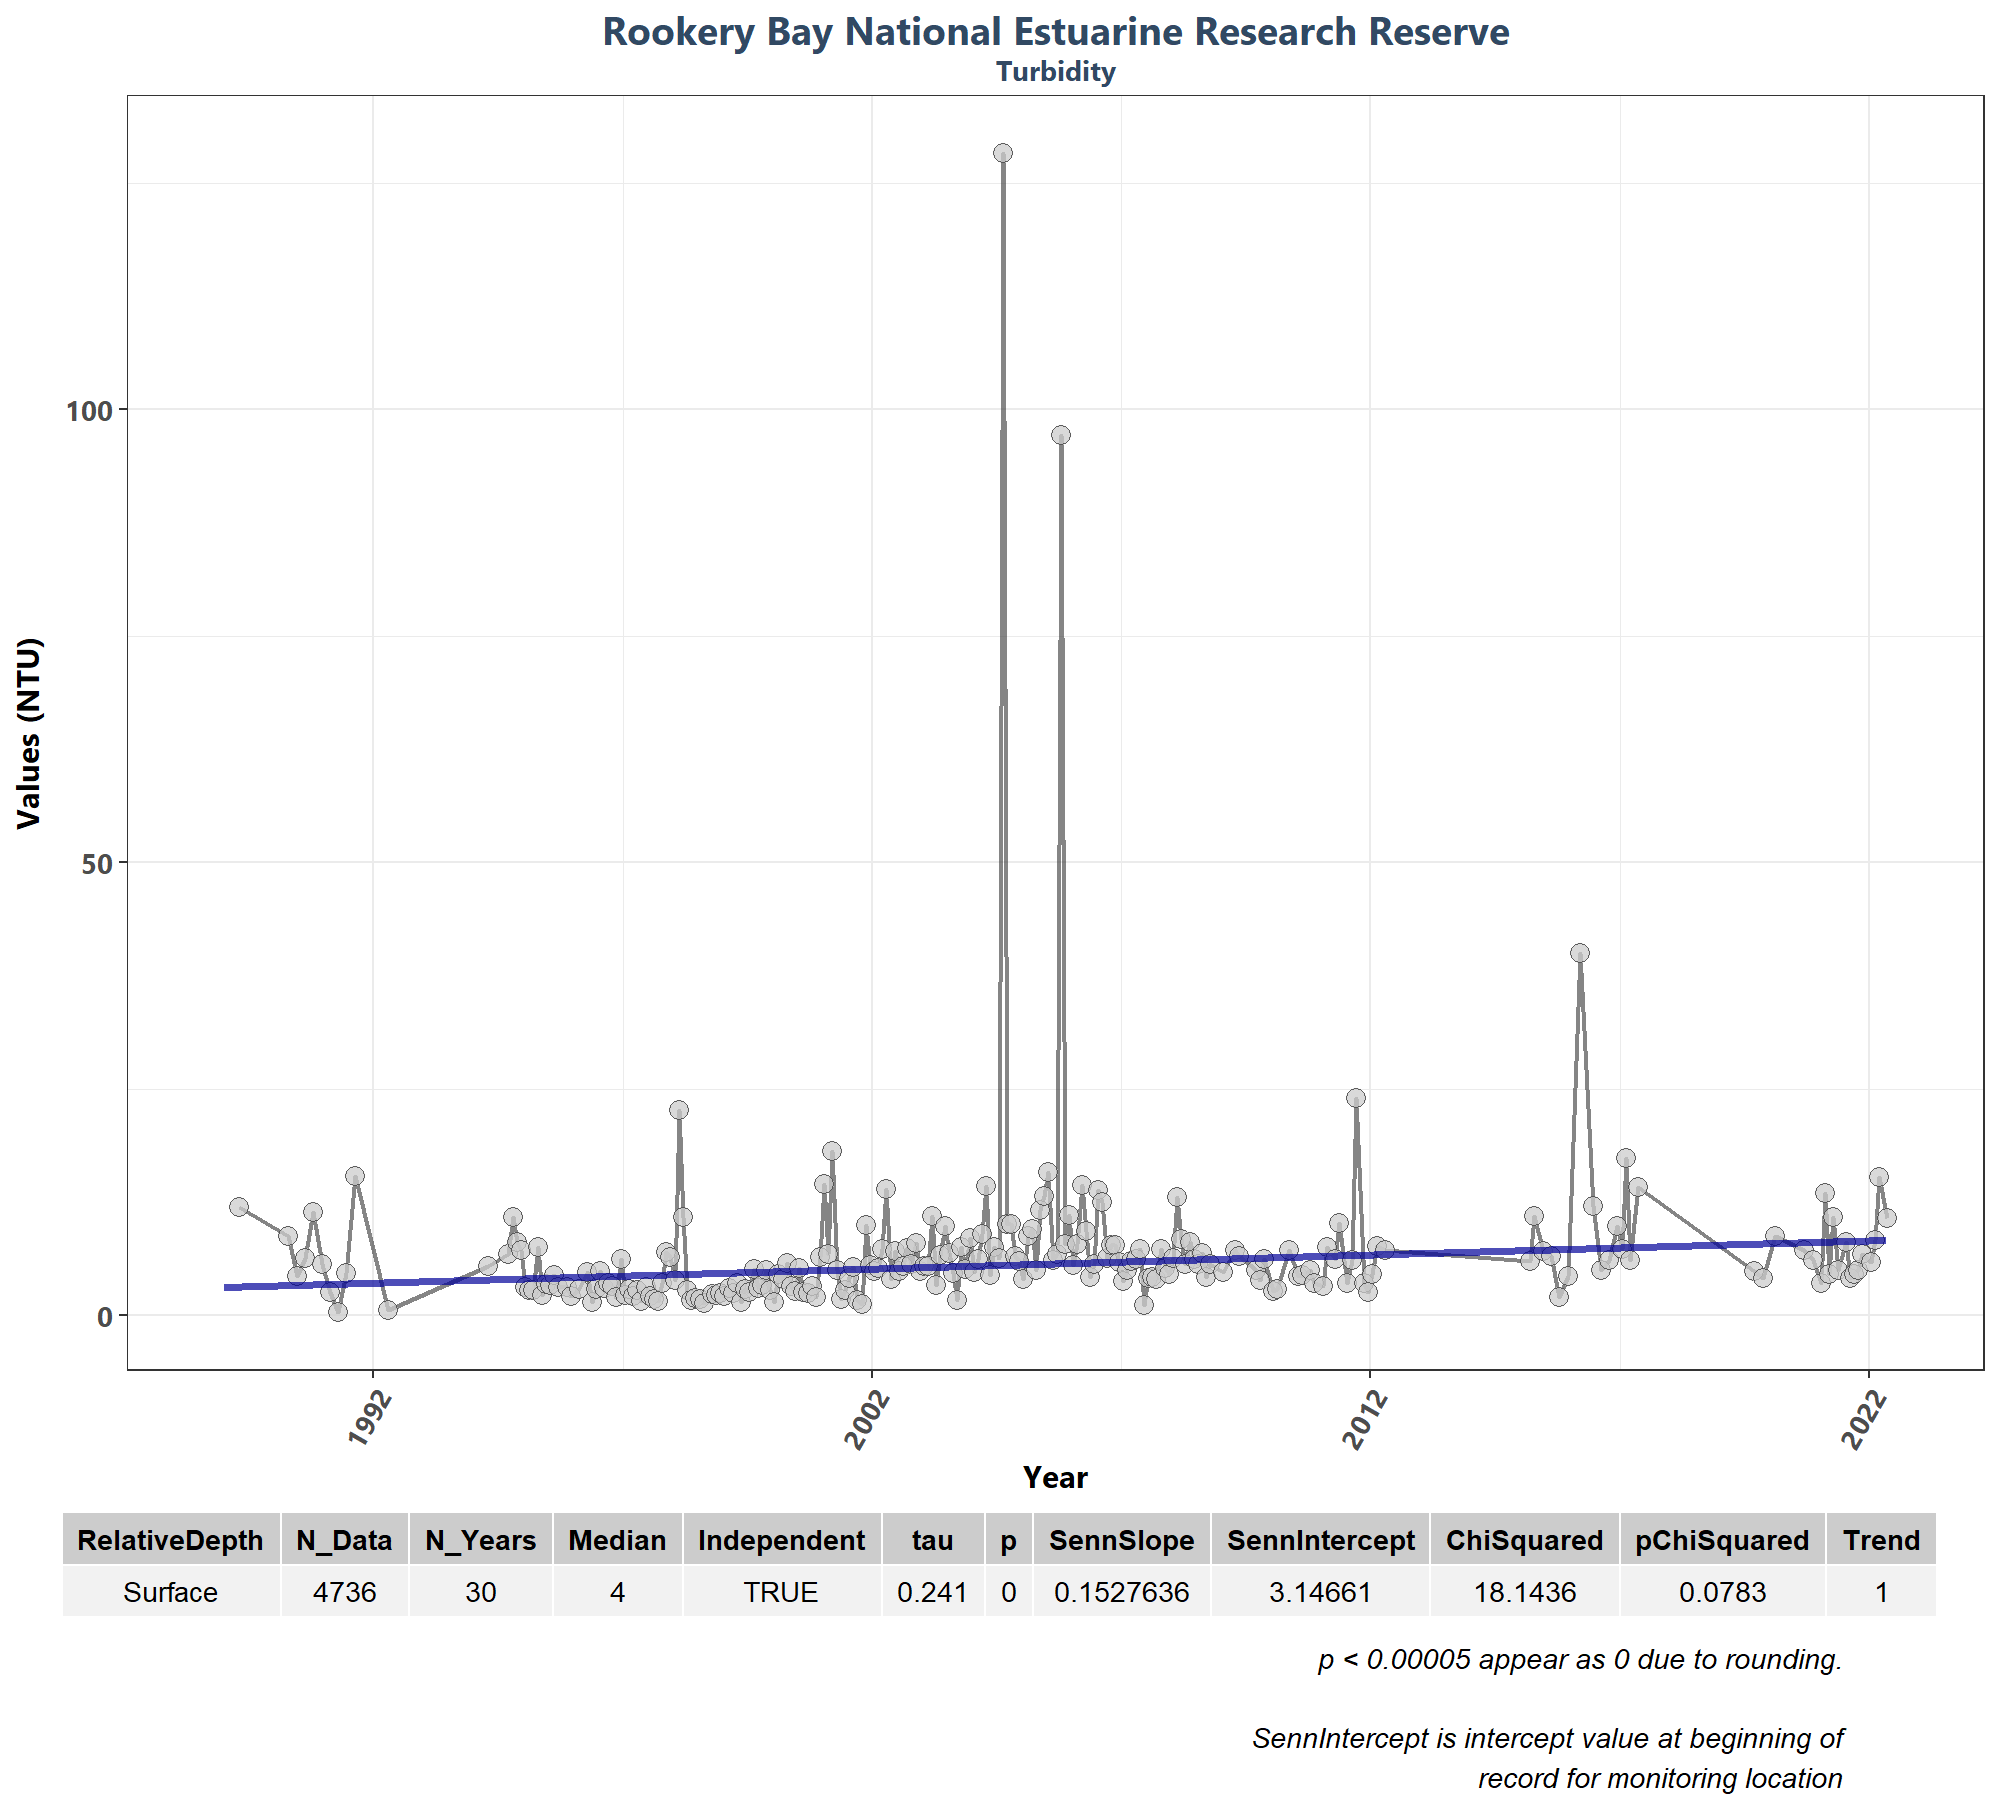 Rookery Bay National Estuarine Research Reserve
Turbidity
Values (NTU)
100
50
0
1992 2002 2012 2022
Year
RelativeDepth N_Data N_Years Median Independent tau p SennSlope SennIntercept ChiSquared pChiSquared Trend
Surface 4736 30 4 TRUE 0.241 0 0.1527636 3.14661 18.1436 0.0783 1
p < 0.00005 appear as 0 due to rounding.
SennIntercept is intercept value at beginning of
record for monitoring location